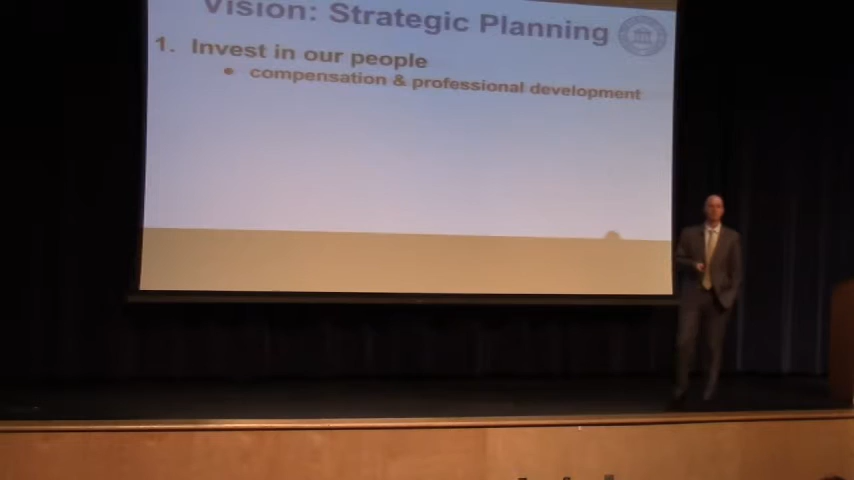 Vision: Strategic Planning
1. Invest in our people
• compensation & professional development